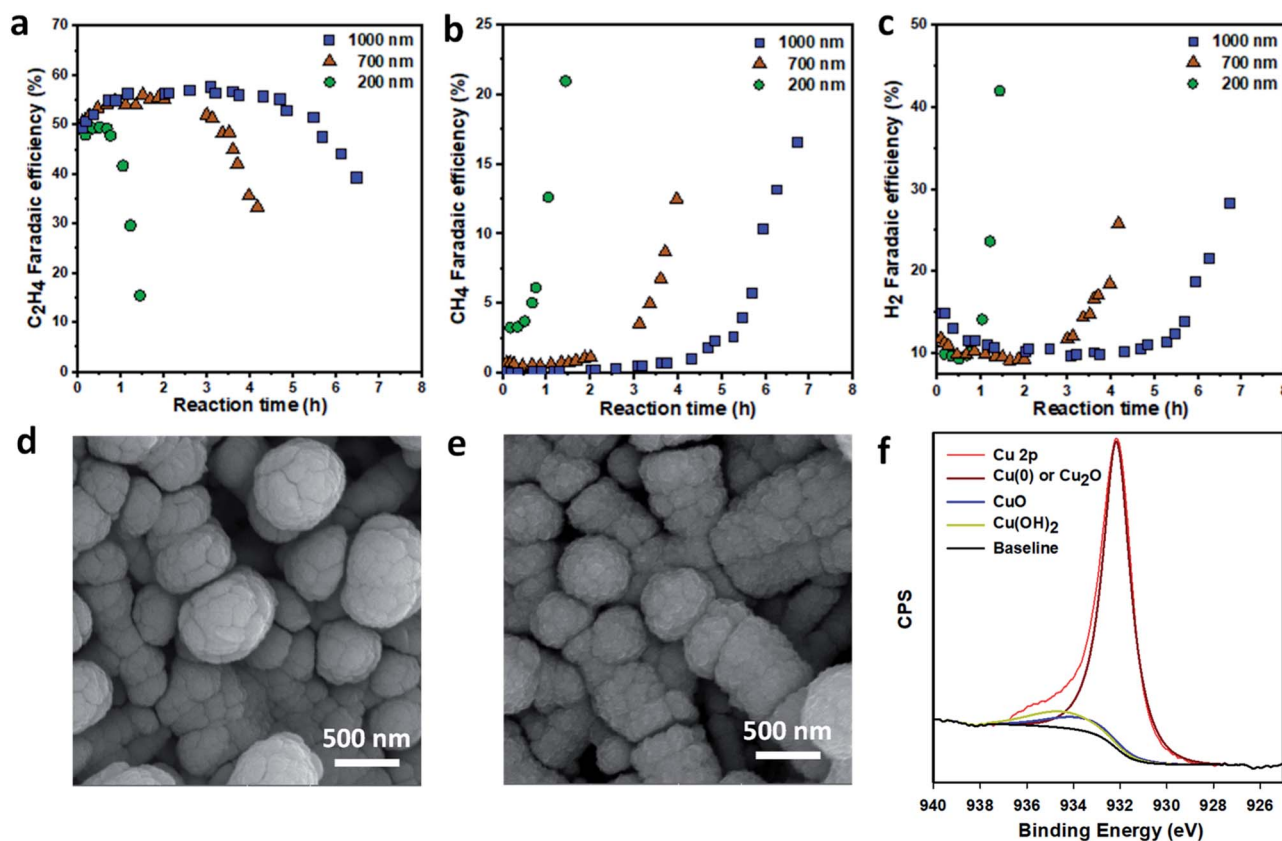 a
C2H4 Faradaic efficiency (%)
70
60
50
40
30
20
10
0
0 1 2 3 4 5 6 7 8
Reaction time (h)
1000 nm
700 nm
200 nm
b
CH4 Faradaic efficiency (%)
25
20
15
10
5
0
0 1 2 3 4 5 6 7 8
Reaction time (h)
1000 nm
700 nm
200 nm
c
H2 Faradaic efficiency (%)
50
40
30
20
10
0 1 2 3 4 5 6 7 8
Reaction time (h)
1000 nm
700 nm
200 nm
d
500 nm
e
500 nm
f
Cu 2p
Cu(0) or Cu2O
CuO
Cu(OH)2
Baseline
CPS
940 938 936 934 932 930 928 926
Binding Energy (eV)